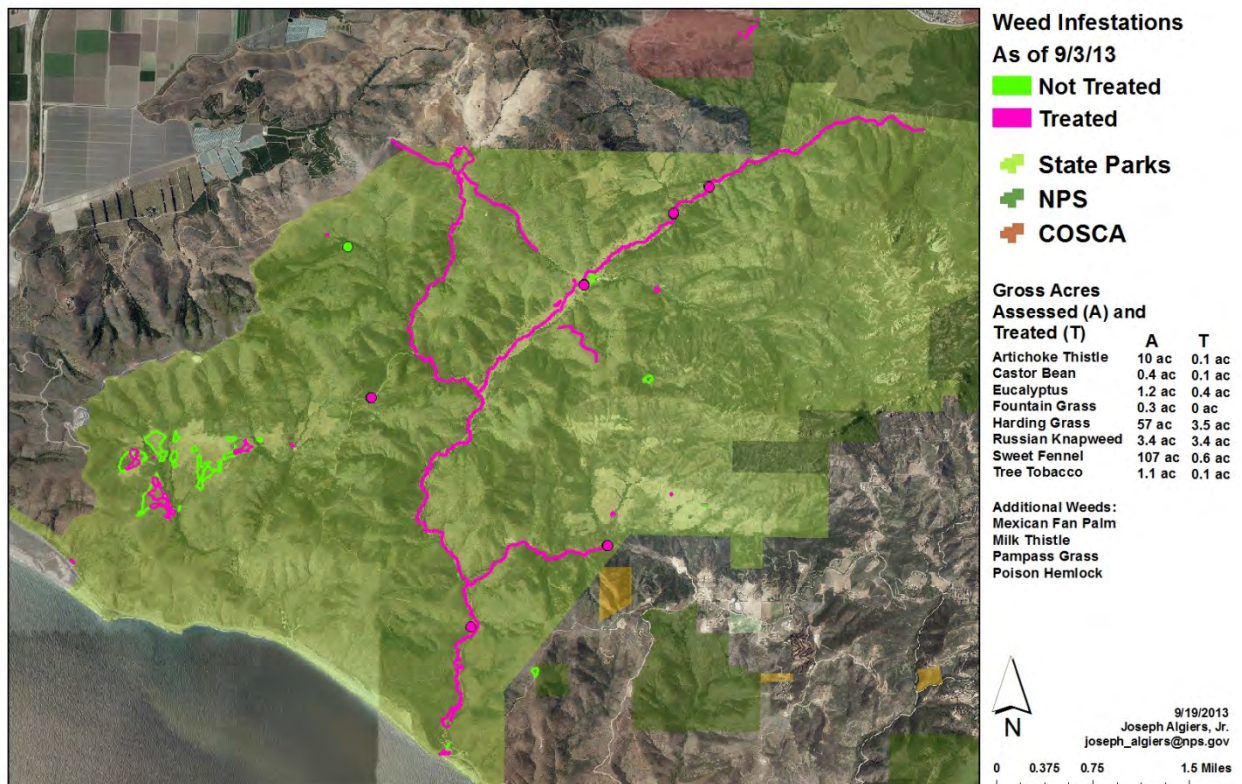 Weed Infestations
As of 9/3/13
Not Treated
Treated
State Parks
NPS
COSCA
Gross Acres
Assessed (A) and
Treated (T) A T
Artichoke Thistle 10 ac 0.1 ac
Castor Bean 0.4 ac 0.1 ac
Eucalyptus 1.2 ac 0.4 ac
Fountain Grass 0.3 ac 0 ac
Harding Grass 57 ac 3.5 ac
Russian Knapweed 3.4 ac 3.4 ac
Sweet Fennel 107 ac 0.6 ac
Tree Tobacco 1.1 ac 0.1 ac
Additional Weeds:
Mexican Fan Palm
Milk Thistle
Pampass Grass
Poison Hemlock
N
9/19/2013
Joseph Algiers, Jr.
joseph_algiers@nps.gov
0 0.375 0.75 1.5 Miles